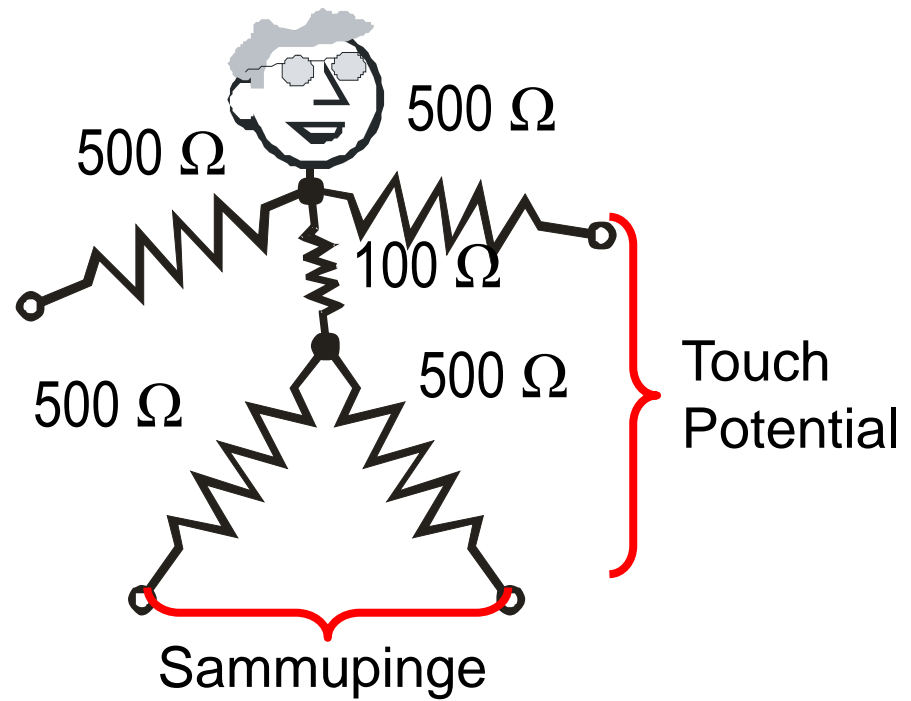 500 Ω
500 Ω
100 Ω
500 Ω
500 Ω
Touch
Potential
Sammupinge